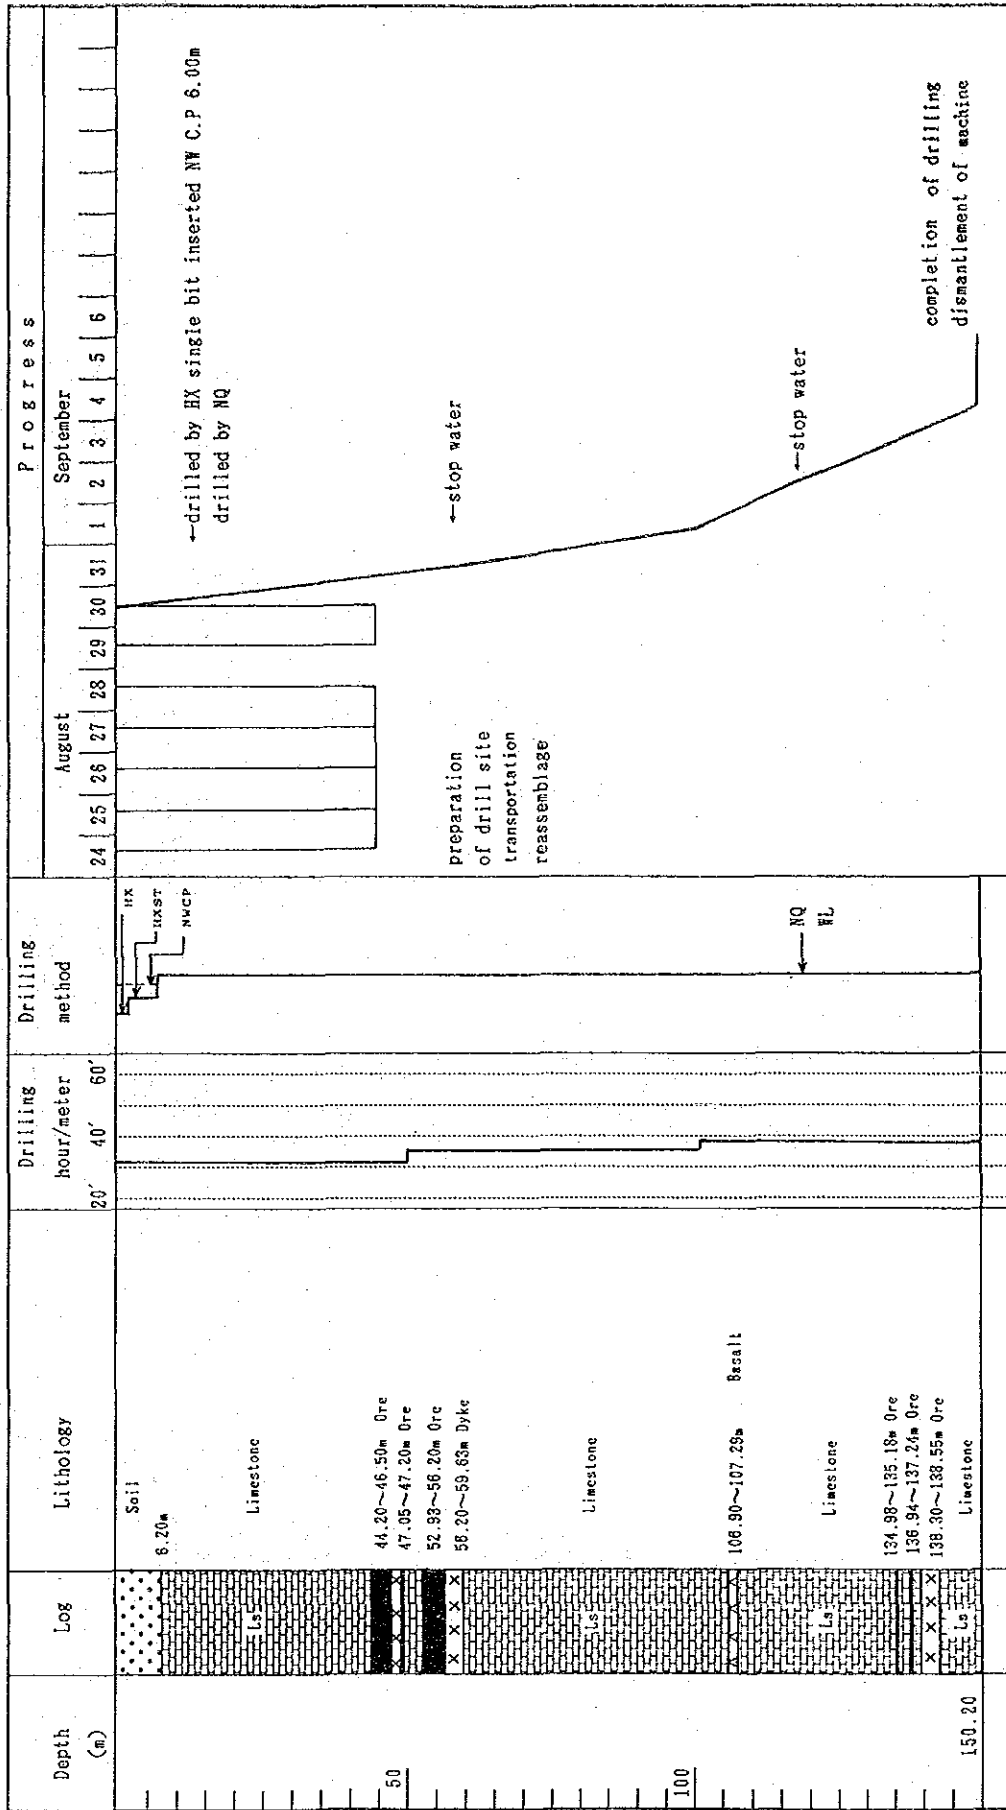 Depth
(m)
Log
Lithology
Drilling
hour/meter
20′ 40′ 60′
Drilling
method
Progress
August
September
24 25 26 27 28 29 30 31 1 2 3 4 5 6
HX
HXST
NWCP
←drilled by HX single bit inserted NW C.P 6.00m
drilled by NQ
Soil
6.20m
Ls
Limestone
44.20~46.50m Ore
47.05~47.20m Ore
50
52.93~56.20m Ore
58.20~59.63m Dyke
preparation
of drill site
transportation
reassemblage
←stop water
Ls
Limestone
100
106.90~107.29m Basalt
NQ
WL
←stop water
Ls
Limestone
134.98~135.18m Ore
136.94~137.24m Ore
138.30~138.55m Ore
Ls
Limestone
150.20
completion of drilling
dismantlement of machine